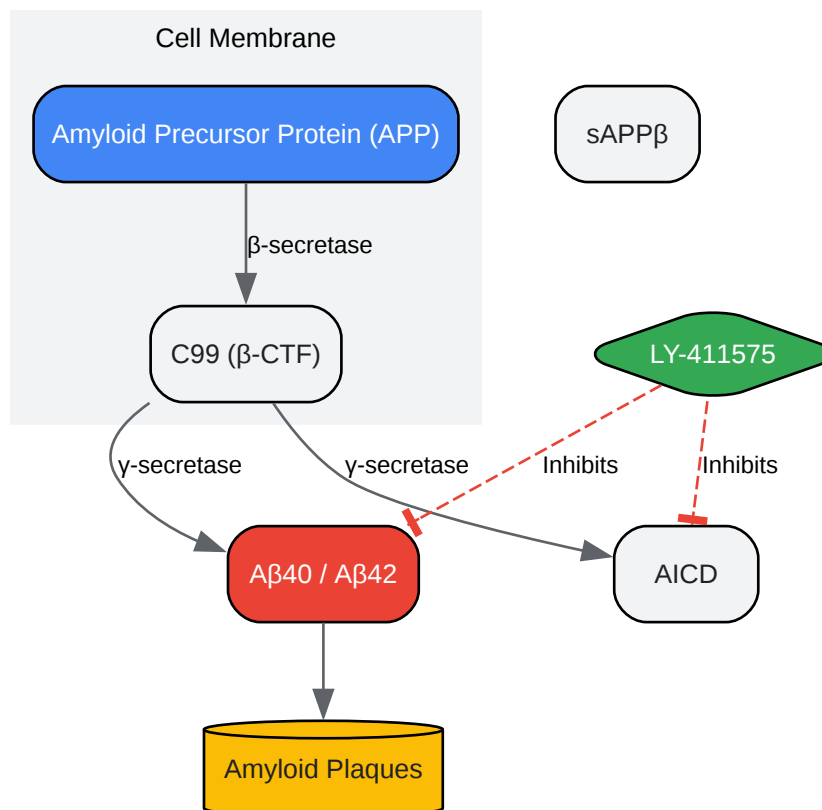 Cell Membrane
Amyloid Precursor Protein (APP)
sAPPβ
β-secretase
C99 (β-CTF)
LY-411575
γ-secretase
γ-secretase
Inhibits
Inhibits
Aβ40 / Aβ42
AICD
Amyloid Plaques